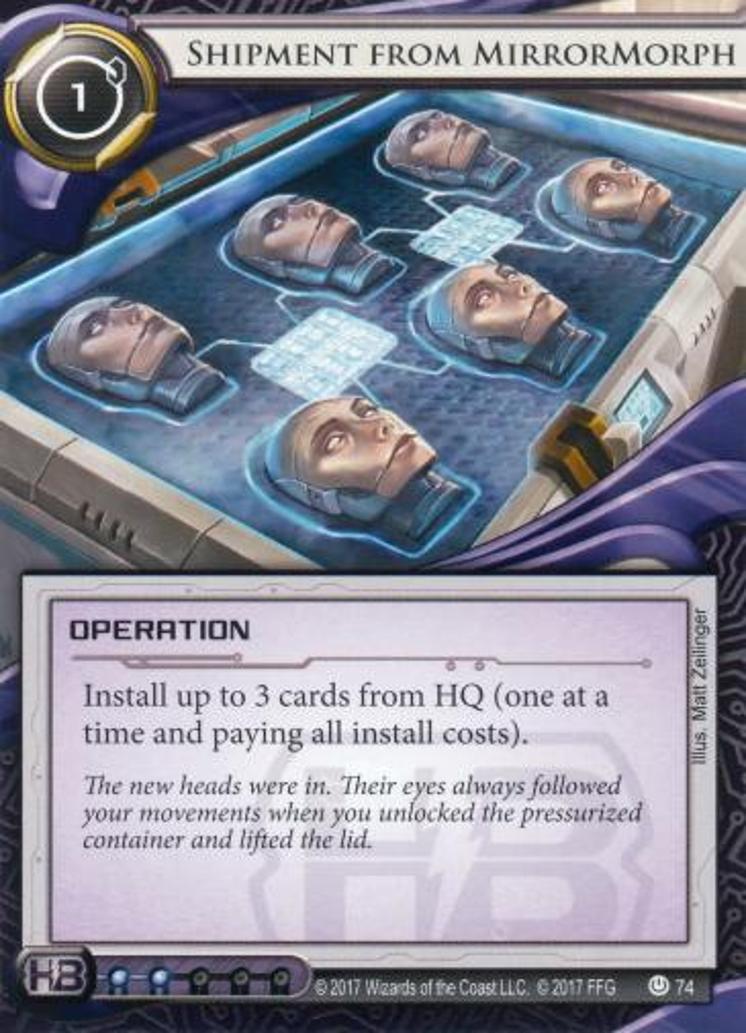 1
SHIPMENT FROM MIRRORMORPH
OPERATION
Install up to 3 cards from HQ (one at a
time and paying all install costs).
The new heads were in. Their eyes always followed
your movements when you unlocked the pressurized
container and lifted the lid.
Illus. Matt Zeilinger
HB
HB
© 2017 Wizards of the Coast LLC. © 2017 FFG
74